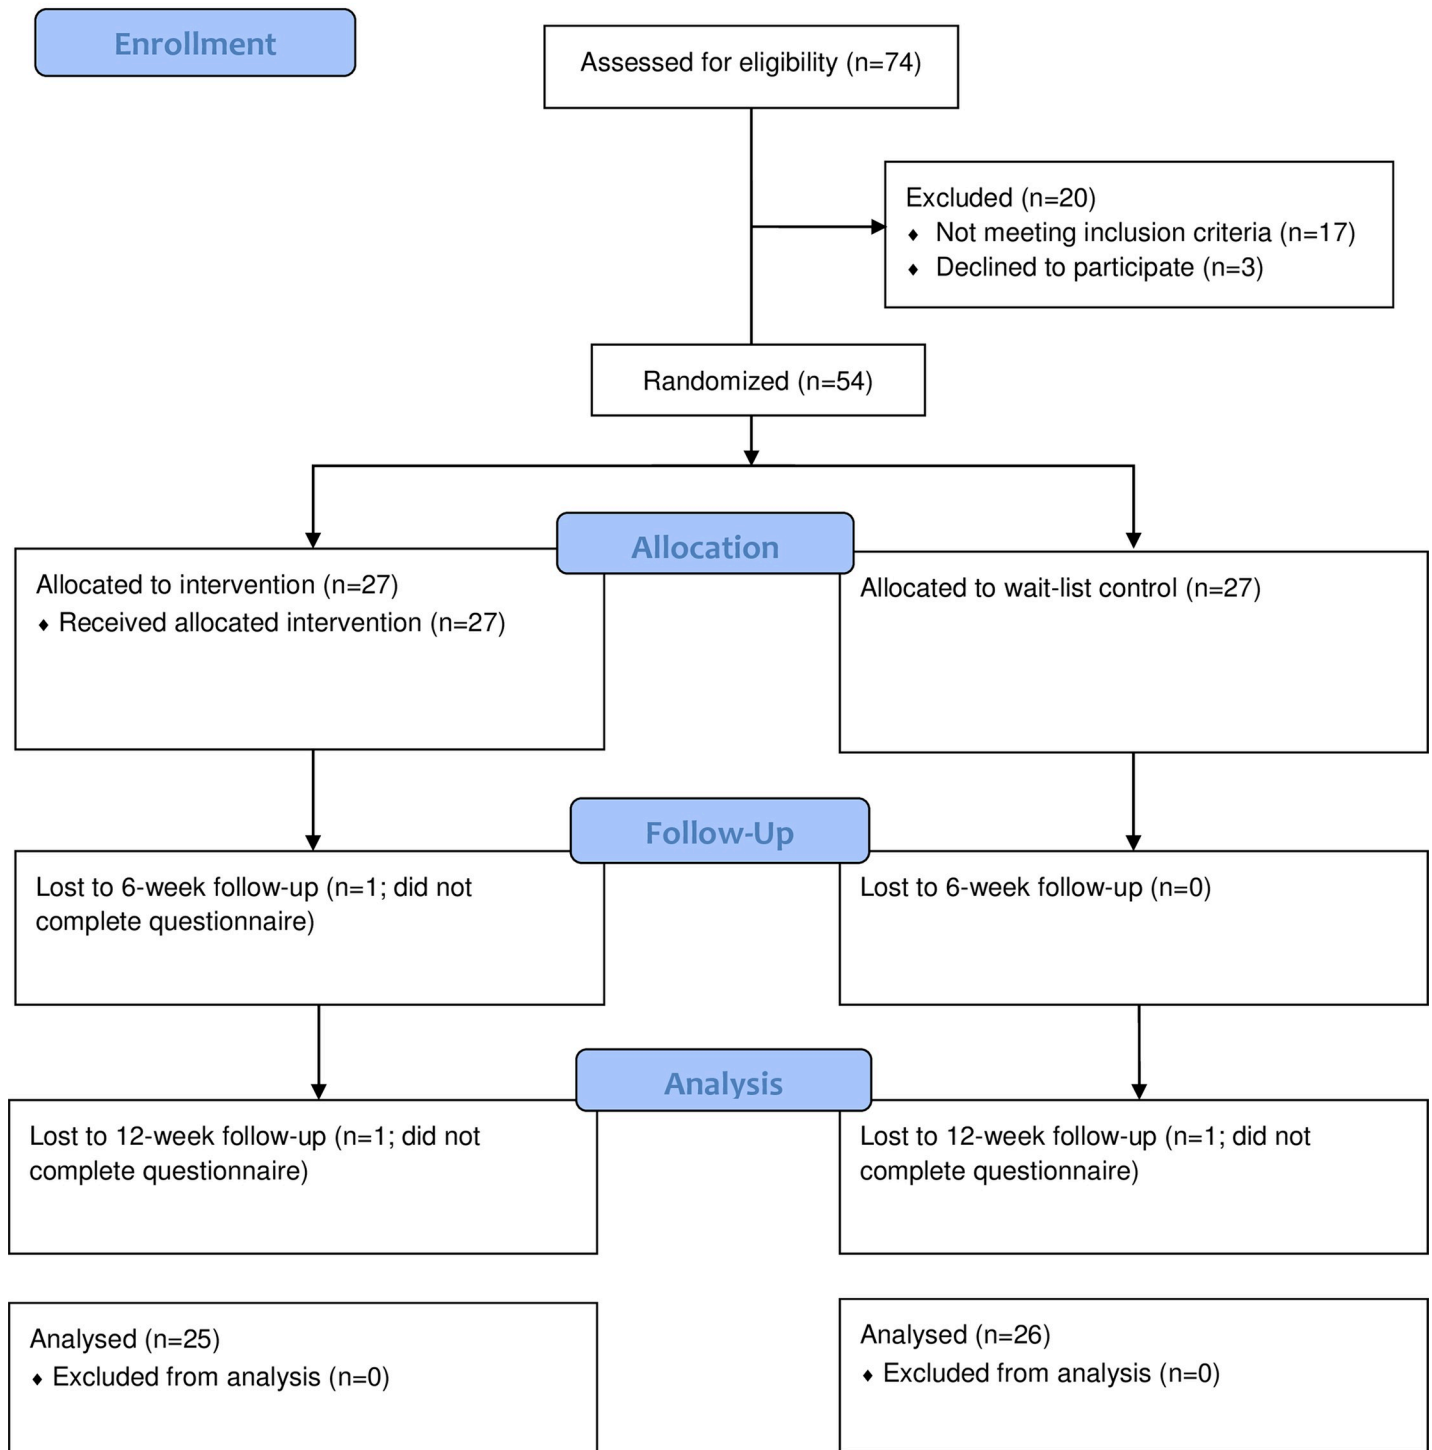 Enrollment
Assessed for eligibility (n=74)
Excluded (n=20)
♦ Not meeting inclusion criteria (n=17)
♦ Declined to participate (n=3)
Randomized (n=54)
Allocation
Allocated to intervention (n=27)
♦ Received allocated intervention (n=27)
Allocated to wait-list control (n=27)
Follow-Up
Lost to 6-week follow-up (n=1; did not
complete questionnaire)
Lost to 6-week follow-up (n=0)
Analysis
Lost to 12-week follow-up (n=1; did not
complete questionnaire)
Lost to 12-week follow-up (n=1; did not
complete questionnaire)
Analysed (n=25)
♦ Excluded from analysis (n=0)
Analysed (n=26)
♦ Excluded from analysis (n=0)